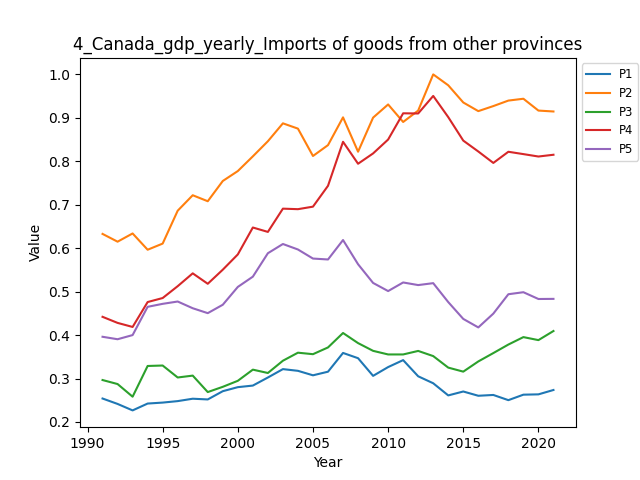 4_Canada_gdp_yearly_Imports of goods from other provinces
1.0
0.9
0.8
0.7
0.6
0.5
0.4
0.3
0.2
Value
1990
1995
2000
2005
2010
2015
2020
Year
P1
P2
P3
P4
P5